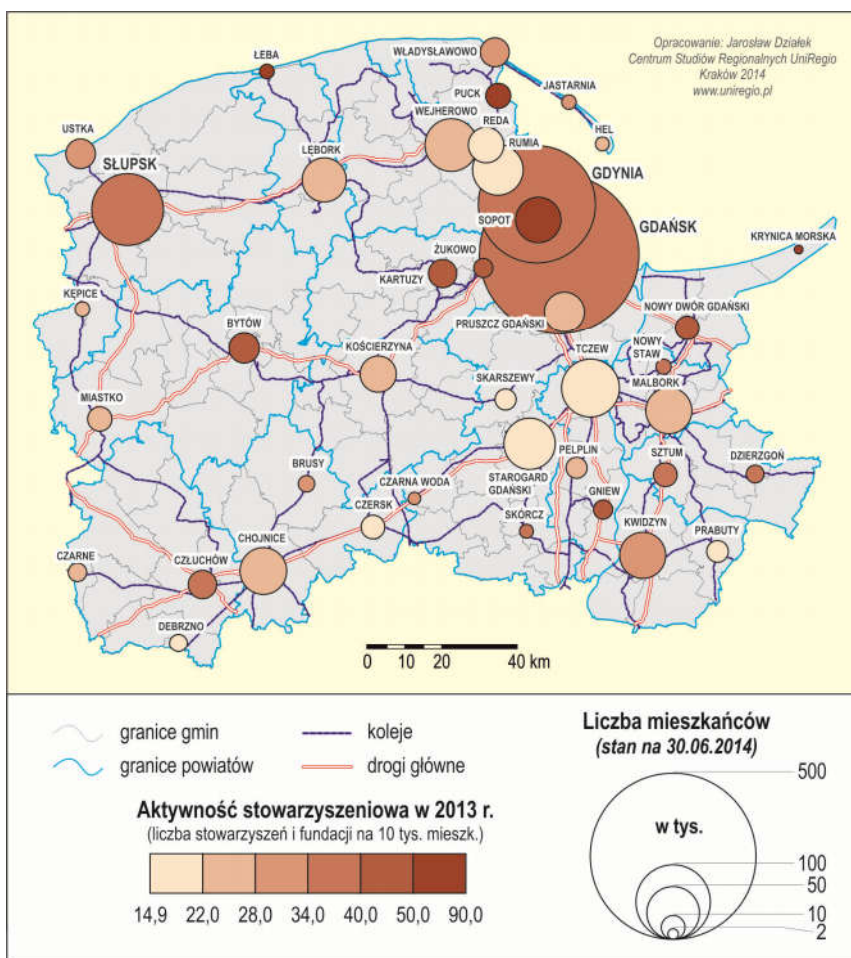 Opracowanie: Jarosław Działek
Centrum Studiów Regionalnych UniRegio
Kraków 2014
www.uniregio.pl
ŁEBA
WŁADYSŁAWOWO
PUCK
JASTARNIA
REDA
WEJHEROWO
HEL
RUMIA
USTKA
LĘBORK
SŁUPSK
GDYNIA
SOPOT
GDAŃSK
KRYNICA MORSKA
ŻUKOWO
KARTUZY
KĘPICE
NOWY DWÓR GDAŃSKI
BYTÓW
PRUSZCZ GDAŃSKI
KOŚCIERZYNA
TCZEW
NOWY
STAW
SKARSZEWY
MALBORK
MIASTKO
BRUSY
PELPLIN
SZTUM
DZIERZGOŃ
CZARNA WODA
STAROGARD
GDAŃSKI
GNIEW
CZERSK
SKÓRCZ
KWIDZYN
PRABUTY
CHOJNICE
CZARNE
CZŁUCHÓW
DEBRZNO
0 10 20 40 km
granice gmin
koleje
granice powiatów
drogi główne
Aktywność stowarzyszeniowa w 2013 r.
(liczba stowarzyszeń i fundacji na 10 tys. mieszk.)
14,9 22,0 28,0 34,0 40,0 50,0 90,0
Liczba mieszkańców
(stan na 30.06.2014)
500
w tys.
100
50
10
2